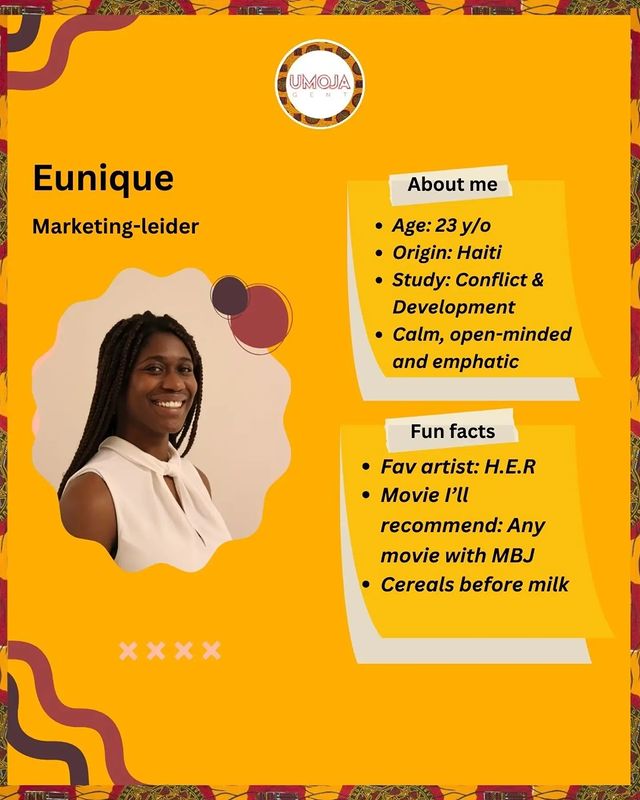 UMOJA
GENT
Eunique
Marketing-leider
About me
Age: 23 y/o
Origin: Haiti
Study: Conflict &
Development
Calm, open-minded
and emphatic
Fun facts
Fav artist: H.E.R
Movie I’ll
recommend: Any
movie with MBJ
Cereals before milk